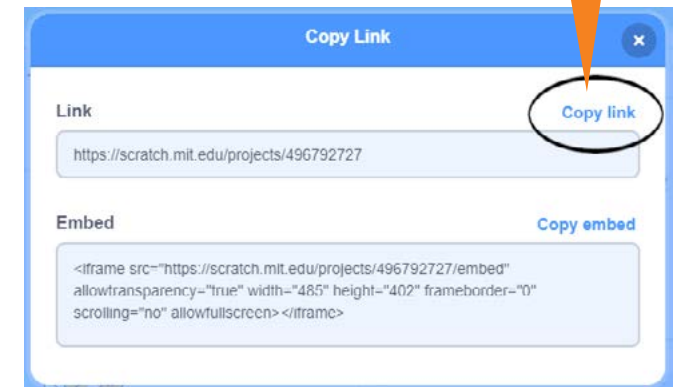 Copy Link
Link
Copy link
https://scratch.mit.edu/projects/496792727
Embed
Copy embed
<iframe src="https://scratch.mit.edu/projects/496792727/embed"
allowtransparency="true" width="485" height="402" frameborder="0"
scrolling="no" allowfullscreen></iframe>